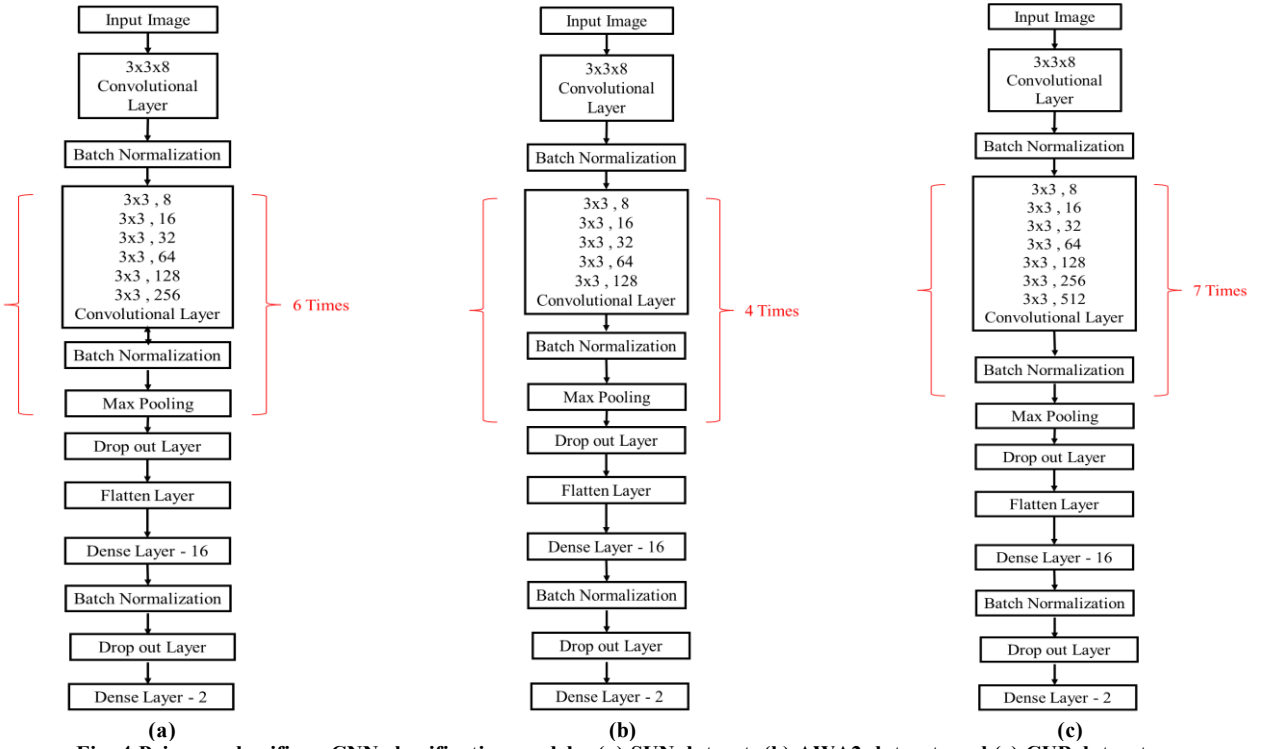 Input Image
3x3x8
Convolutional
Layer
Batch Normalization
3x3 , 8
3x3 , 16
3x3 , 32
3x3 , 64
3x3 , 128
3x3 , 256
Convolutional Layer
6 Times
Batch Normalization
Max Pooling
Drop out Layer
Flatten Layer
Dense Layer - 16
Batch Normalization
Drop out Layer
Dense Layer - 2
(a)
Input Image
3x3x8
Convolutional
Layer
Batch Normalization
3x3 , 8
3x3 , 16
3x3 , 32
3x3 , 64
3x3 , 128
Convolutional Layer
4 Times
Batch Normalization
Max Pooling
Drop out Layer
Flatten Layer
Dense Layer - 16
Batch Normalization
Drop out Layer
Dense Layer - 2
(b)
Input Image
3x3x8
Convolutional
Layer
Batch Normalization
3x3 , 8
3x3 , 16
3x3 , 32
3x3 , 64
3x3 , 128
3x3 , 256
3x3 , 512
Convolutional Layer
7 Times
Batch Normalization
Max Pooling
Drop out Layer
Flatten Layer
Dense Layer - 16
Batch Normalization
Drop out Layer
Dense Layer - 2
(c)